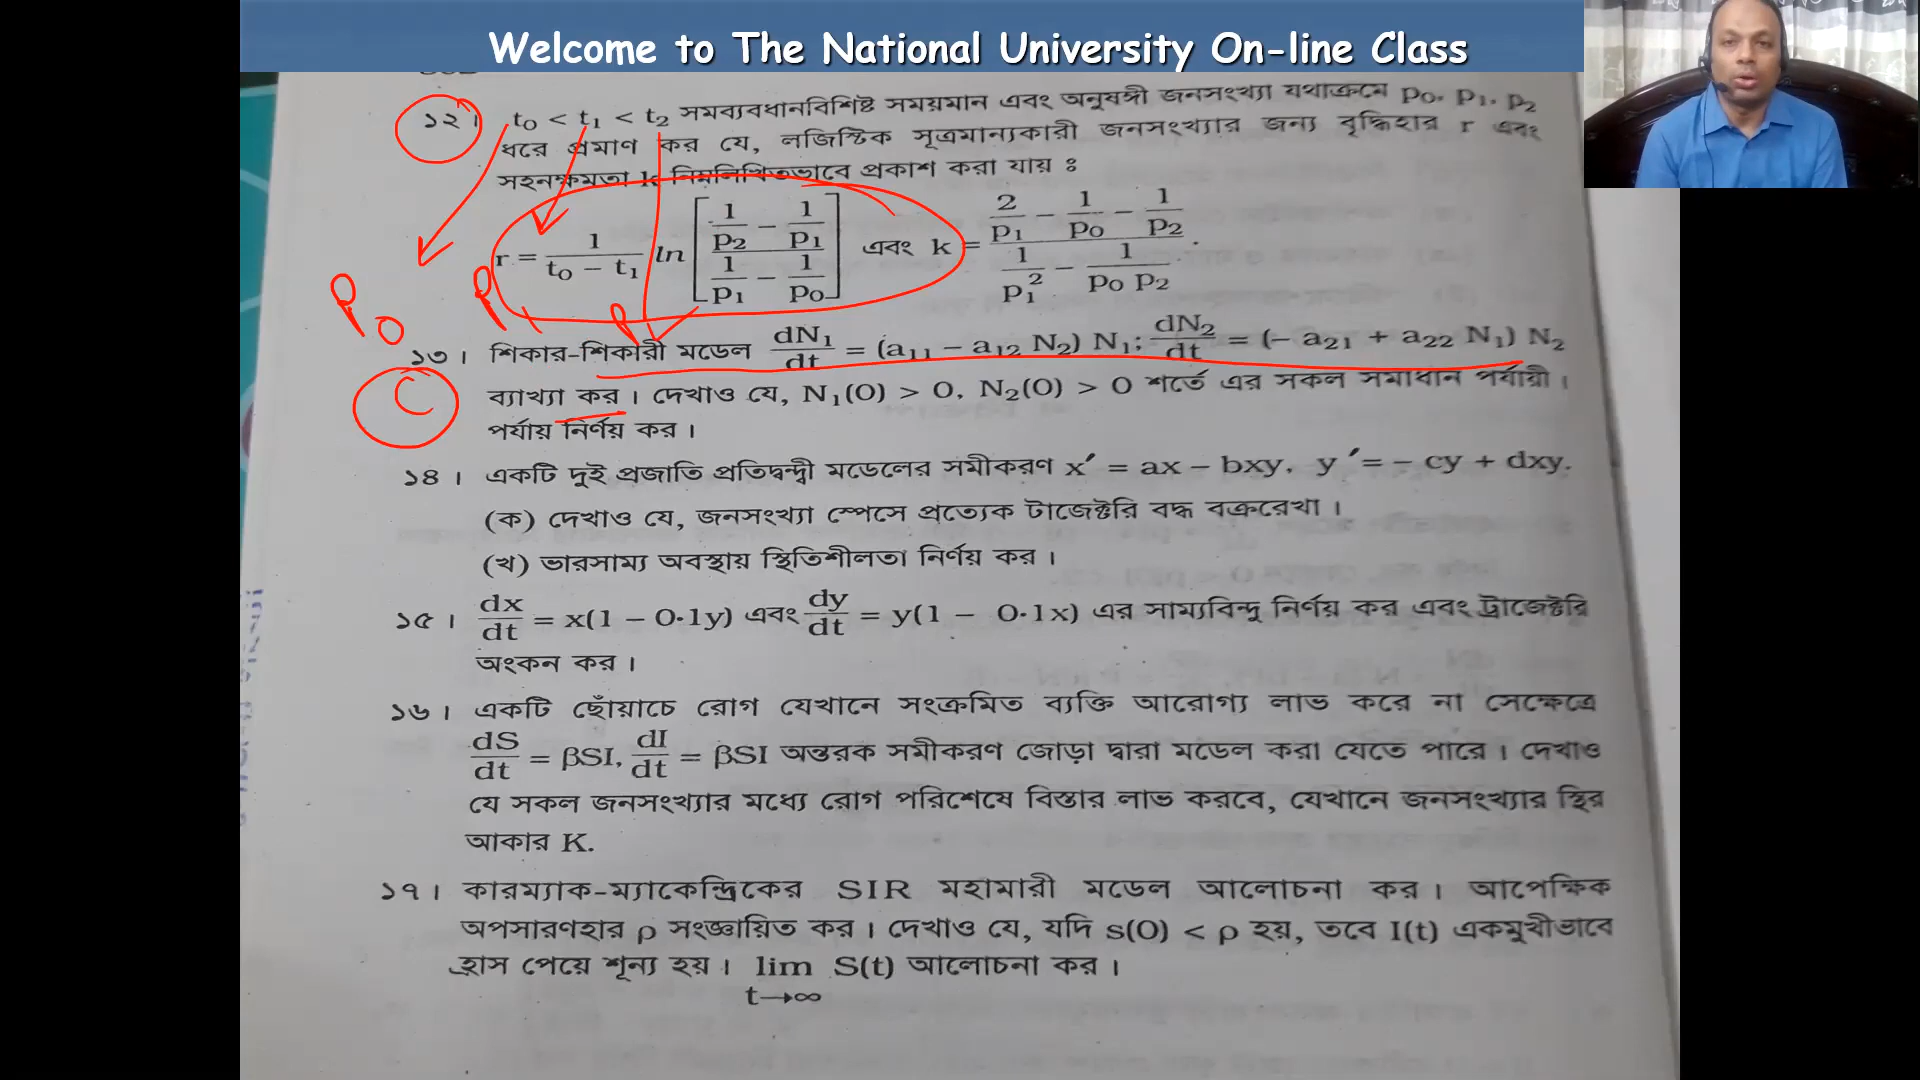 Welcome to The National University On-line Class
১২। t₀ < t₁ < t₂ সমব্যবধানবিশিষ্ট সময়মান এবং অনুষঙ্গী জনসংখ্যা যথাক্রমে p₀, p₁, p₂
ধরে প্রমাণ কর যে, লজিষ্টিক সূত্রমান্যকারী জনসংখ্যার জন্য বৃদ্ধিহার r এবং
সহনক্ষমতা k নিম্নলিখিতভাবে প্রকাশ করা যায় ঃ
r = 1/(t₀ − t₁) ln [(1/p₂ − 1/p₁)/(1/p₁ − 1/p₀)] এবং k = (2/p₁ − 1/p₀ − 1/p₂)/(1/p₁² − 1/(p₀ p₂)).
P₀ P₁ P
১৩। শিকার-শিকারী মডেল dN₁/dt = (a₁₁ − a₁₂ N₂) N₁; dN₂/dt = (− a₂₁ + a₂₂ N₁) N₂
C
ব্যাখ্যা কর। দেখাও যে, N₁(0) > 0, N₂(0) > 0 শর্তে এর সকল সমাধান পর্যায়ী।
পর্যায় নির্ণয় কর।
১৪। একটি দুই প্রজাতি প্রতিদ্বন্দ্বী মডেলের সমীকরণ x′ = ax − bxy, y′ = − cy + dxy.
(ক) দেখাও যে, জনসংখ্যা স্পেসে প্রত্যেক টাজেক্টরি বদ্ধ বক্ররেখা।
(খ) ভারসাম্য অবস্থায় স্থিতিশীলতা নির্ণয় কর।
১৫। dx/dt = x(1 − 0·1y) এবং dy/dt = y(1 − 0·1x) এর সাম্যবিন্দু নির্ণয় কর এবং ট্রাজেক্টরি
অংকন কর।
১৬। একটি ছোঁয়াচে রোগ যেখানে সংক্রমিত ব্যক্তি আরোগ্য লাভ করে না সেক্ষেত্রে
dS/dt = βSI, dI/dt = βSI অন্তরক সমীকরণ জোড়া দ্বারা মডেল করা যেতে পারে। দেখাও
যে সকল জনসংখ্যার মধ্যে রোগ পরিশেষে বিস্তার লাভ করবে, যেখানে জনসংখ্যার স্থির
আকার K.
১৭। কারম্যাক-ম্যাকেন্দ্রিকের SIR মহামারী মডেল আলোচনা কর। আপেক্ষিক
অপসারণহার ρ সংজ্ঞায়িত কর। দেখাও যে, যদি s(0) < ρ হয়, তবে I(t) একমুখীভাবে
হ্রাস পেয়ে শূন্য হয়। lim S(t) আলোচনা কর।
t→∞